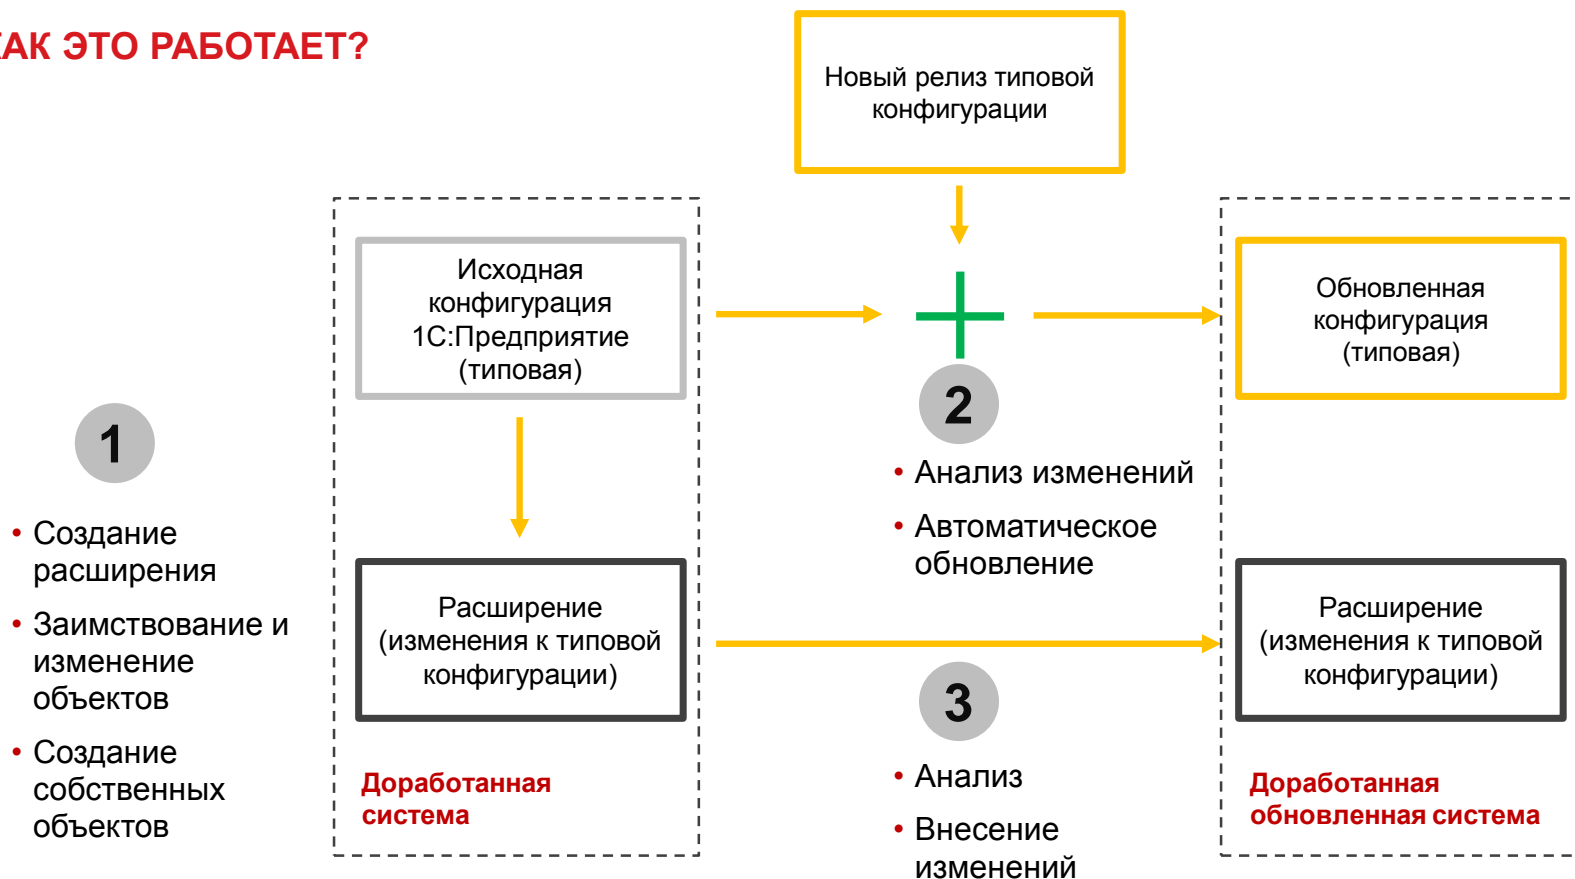 КАК ЭТО РАБОТАЕТ?
Новый релиз типовой
конфигурации
Исходная
конфигурация
1С:Предприятие
(типовая)
Обновленная
конфигурация
(типовая)
1
• Создание
расширения
• Заимствование и
изменение
объектов
• Создание
собственных
объектов
2
• Анализ изменений
• Автоматическое
обновление
Расширение
(изменения к типовой
конфигурации)
Расширение
(изменения к типовой
конфигурации)
3
• Анализ
• Внесение
изменений
Доработанная
система
Доработанная
обновленная система